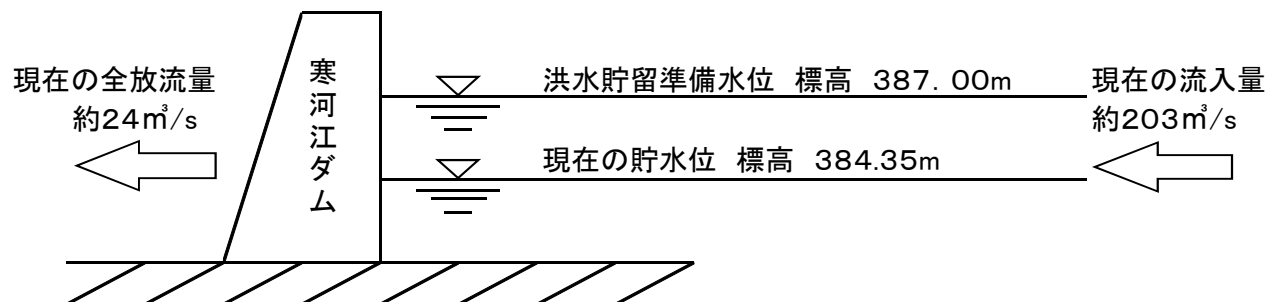 現在の全放流量
約24㎥/s
寒河江ダム
洪水貯留準備水位 標高 387.00m
現在の貯水位 標高 384.35m
現在の流入量
約203㎥/s